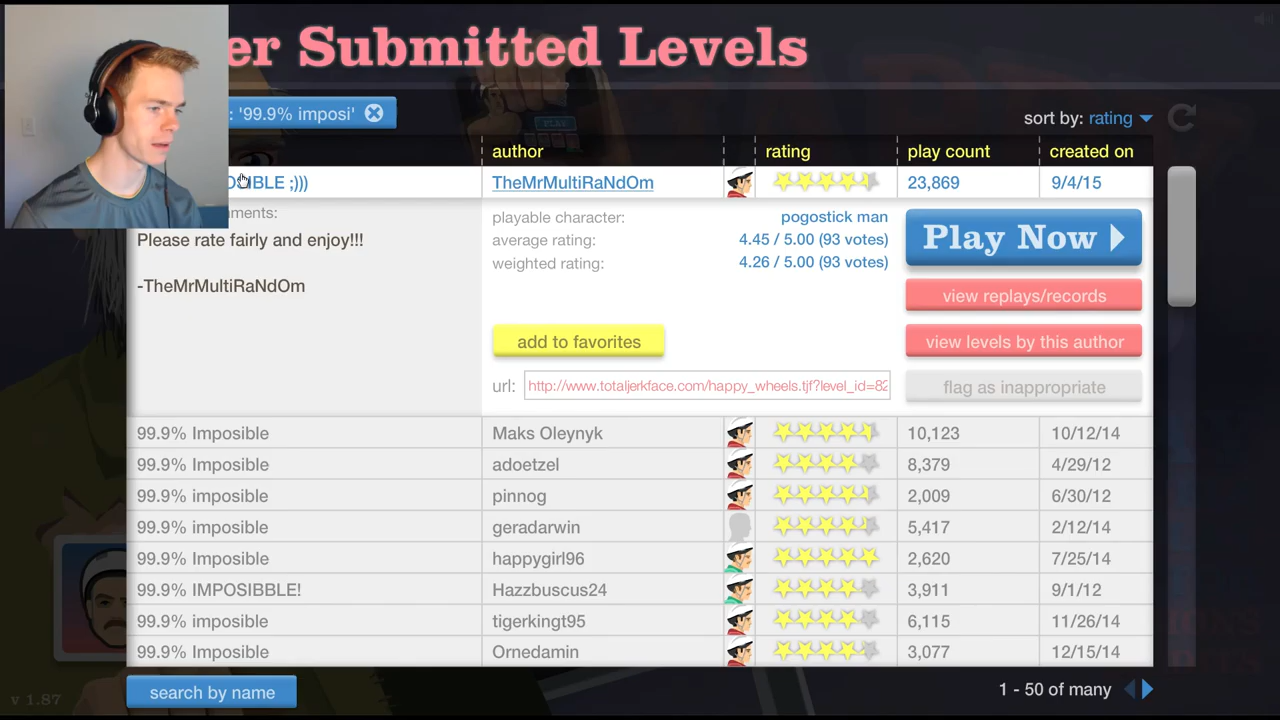 er Submitted Levels
: '99.9% imposi'
sort by: rating
author rating play count created on
OSIBLE ;))) TheMrMultiRaNdOm 23,869 9/4/15
ments:
Please rate fairly and enjoy!!!
-TheMrMultiRaNdOm
playable character: pogostick man
average rating: 4.45 / 5.00 (93 votes)
weighted rating: 4.26 / 5.00 (93 votes)
Play Now
view replays/records
add to favorites
view levels by this author
url: http://www.totaljerkface.com/happy_wheels.tjf?level_id=82
flag as inappropriate
99.9% Imposible Maks Oleynyk 10,123 10/12/14
99.9% Imposible adoetzel 8,379 4/29/12
99.9% imposible pinnog 2,009 6/30/12
99.9% imposible geradarwin 5,417 2/12/14
99.9% Imposible happygirl96 2,620 7/25/14
99.9% IMPOSIBBLE! Hazzbuscus24 3,911 9/1/12
99.9% imposible tigerkingt95 6,115 11/26/14
99.9% Imposible Ornedamin 3,077 12/15/14
search by name
1 - 50 of many
v 1.87